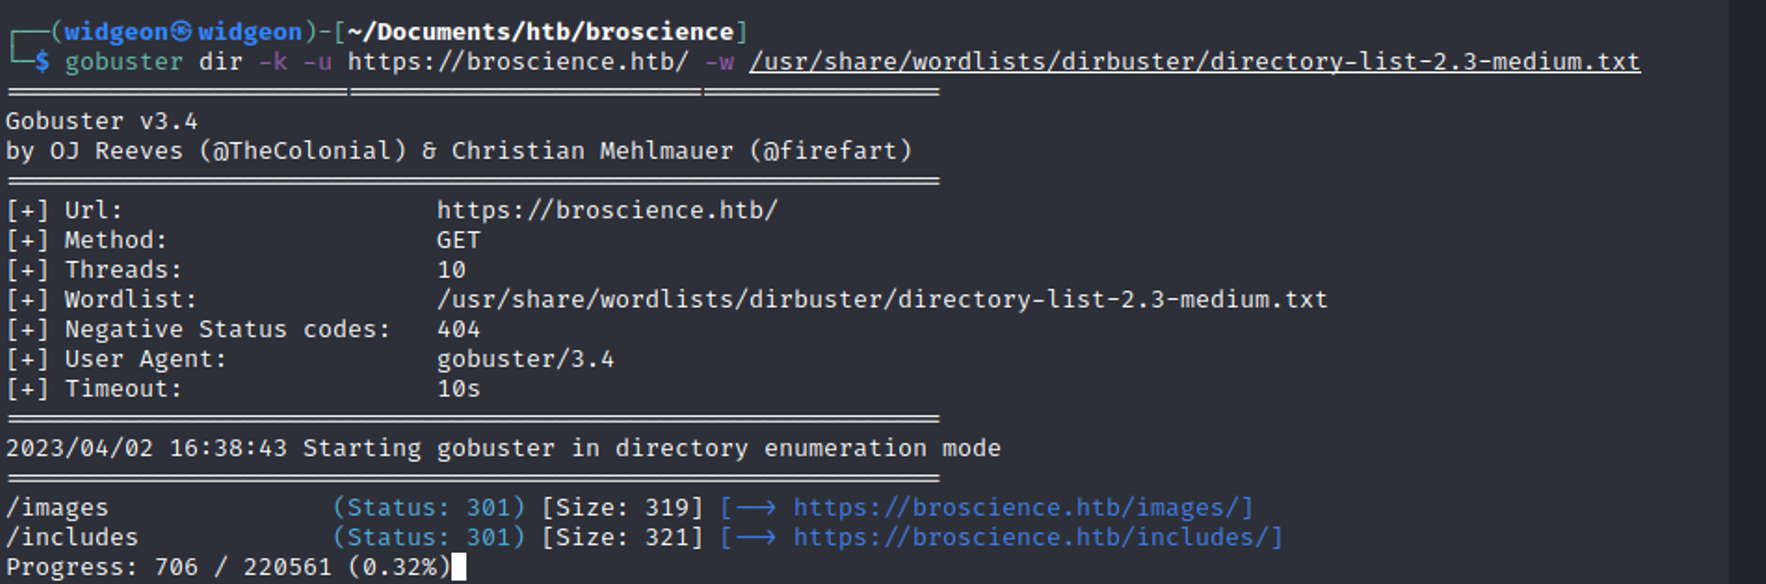 ┌──(widgeon㉿widgeon)-[~/Documents/htb/broscience]
└─$ gobuster dir -k -u https://broscience.htb/ -w /usr/share/wordlists/dirbuster/directory-list-2.3-medium.txt
===============================================================
Gobuster v3.4
by OJ Reeves (@TheColonial) & Christian Mehlmauer (@firefart)
===============================================================
[+] Url:                     https://broscience.htb/
[+] Method:                  GET
[+] Threads:                 10
[+] Wordlist:                /usr/share/wordlists/dirbuster/directory-list-2.3-medium.txt
[+] Negative Status codes:   404
[+] User Agent:              gobuster/3.4
[+] Timeout:                 10s
===============================================================
2023/04/02 16:38:43 Starting gobuster in directory enumeration mode
===============================================================
/images               (Status: 301) [Size: 319] [--> https://broscience.htb/images/]
/includes             (Status: 301) [Size: 321] [--> https://broscience.htb/includes/]
Progress: 706 / 220561 (0.32%)